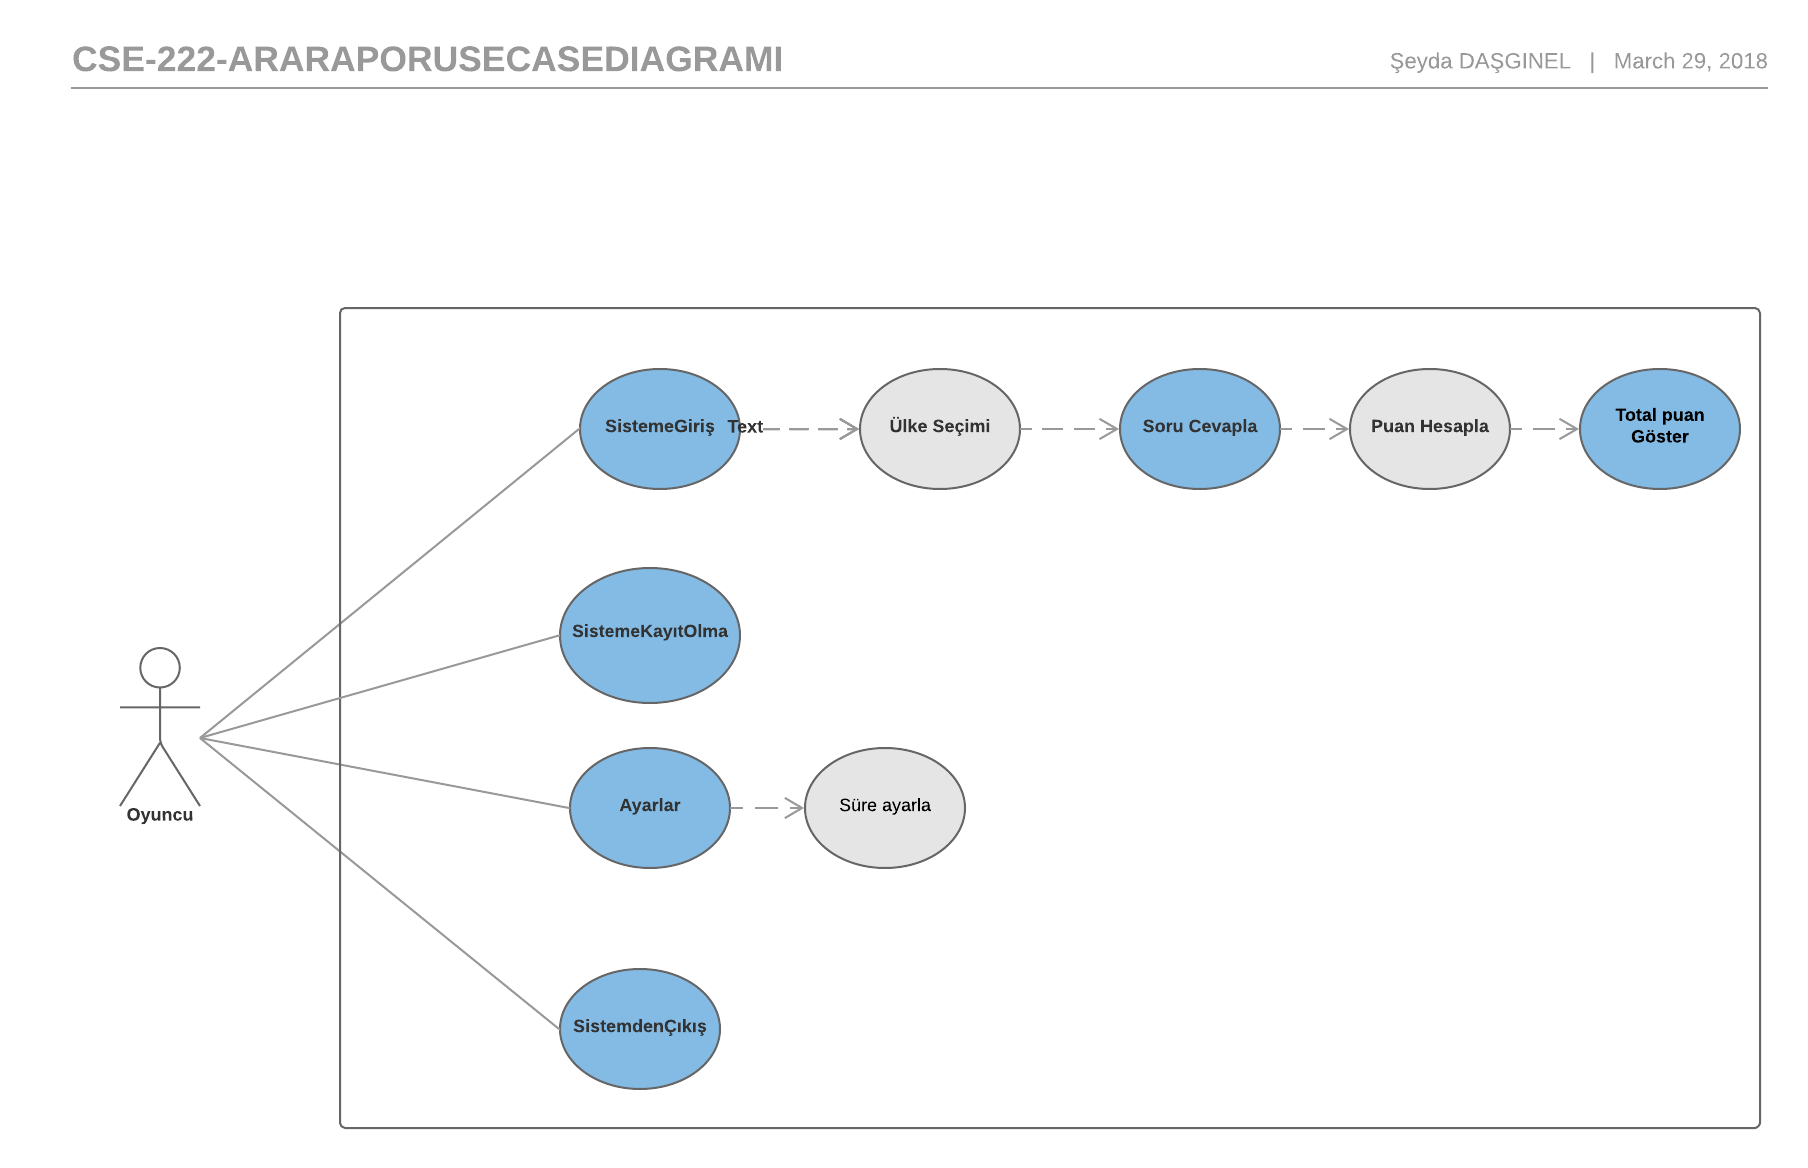 CSE-222-ARARAPORUSECASEDIAGRAMI
Şeyda DAŞGINEL | March 29, 2018
SistemeGiriş
Text
Ülke Seçimi
Soru Cevapla
Puan Hesapla
Total puan
Göster
SistemeKayıtOlma
Oyuncu
Ayarlar
Süre ayarla
SistemdenÇıkış